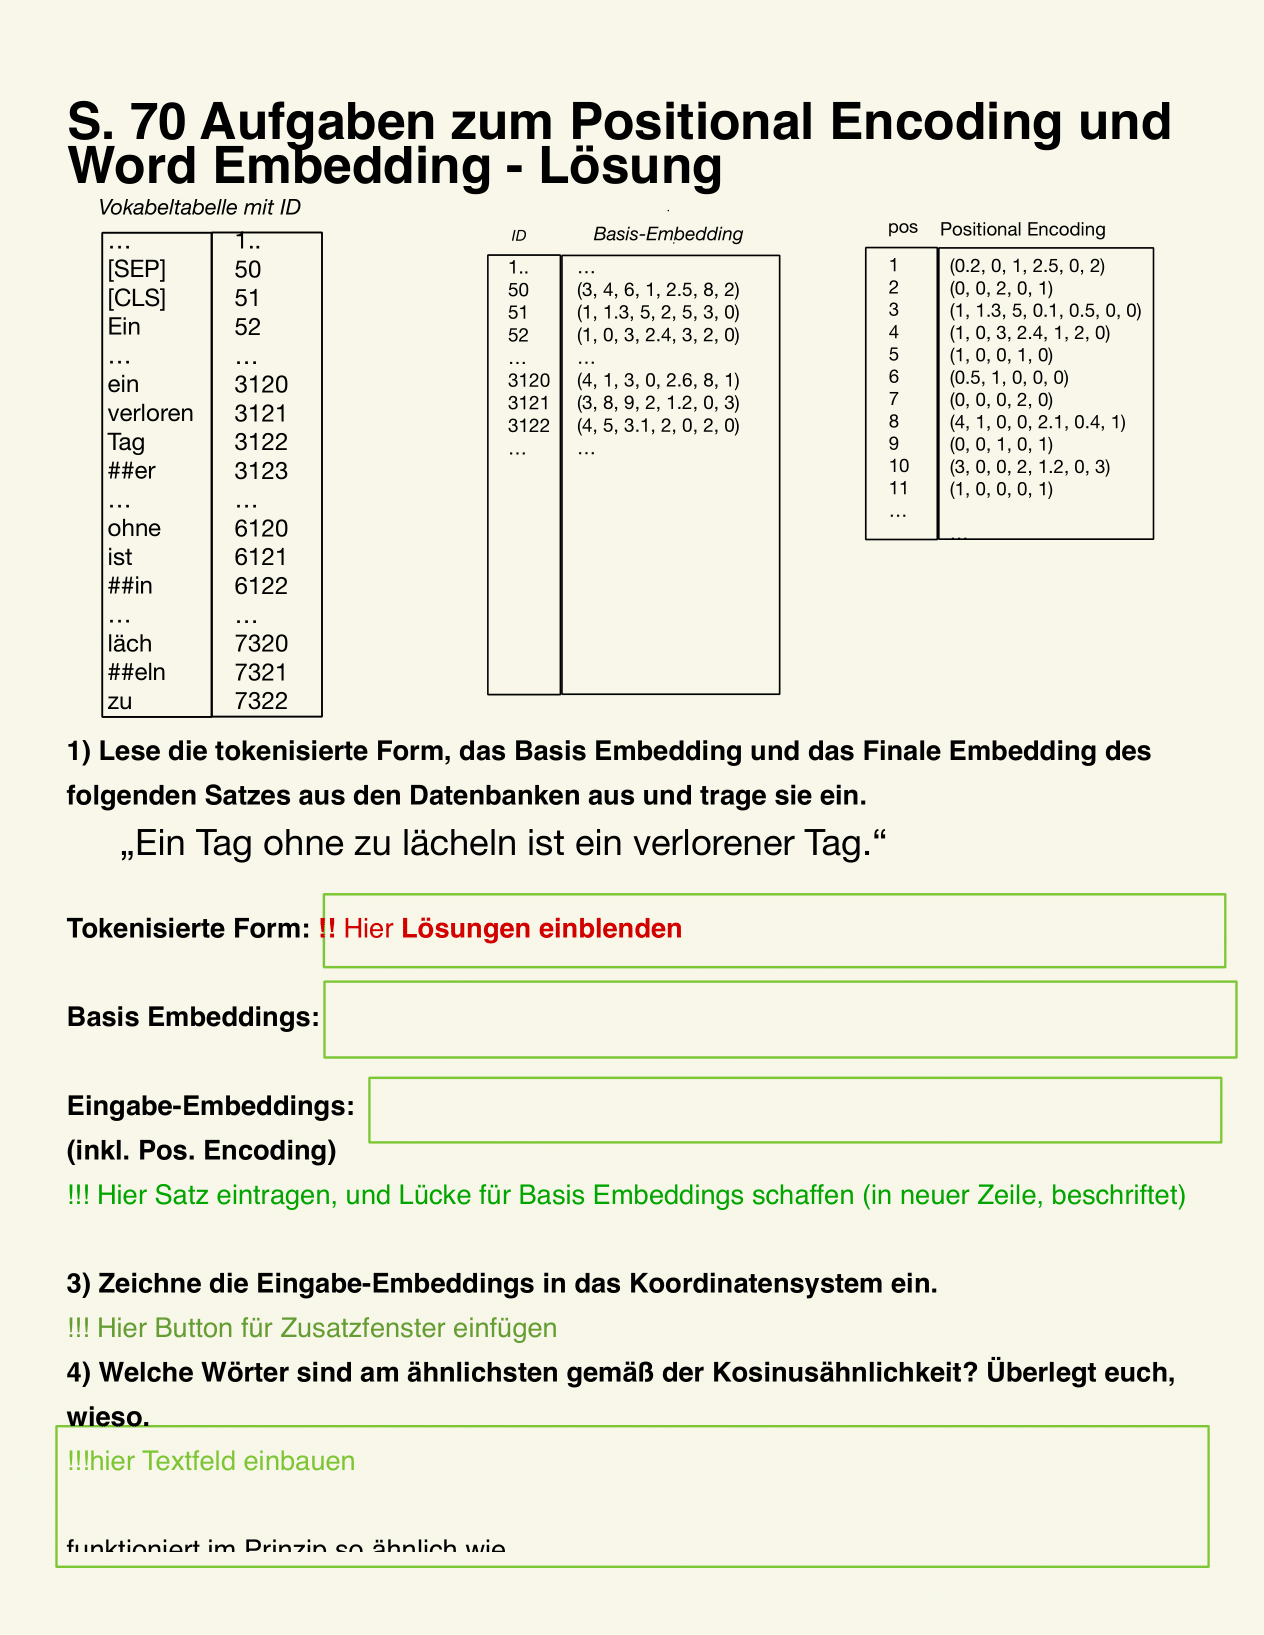 S. 70 Aufgaben zum Positional Encoding und
Word Embedding - Lösung
Vokabeltabelle mit ID
… 1..
[SEP] 50
[CLS] 51
Ein 52
… …
ein 3120
verloren 3121
Tag 3122
##er 3123
… …
ohne 6120
ist 6121
##in 6122
… …
läch 7320
##eln 7321
zu 7322
ID Basis-Embedding
1.. …
50 (3, 4, 6, 1, 2.5, 8, 2)
51 (1, 1.3, 5, 2, 5, 3, 0)
52 (1, 0, 3, 2.4, 3, 2, 0)
… …
3120 (4, 1, 3, 0, 2.6, 8, 1)
3121 (3, 8, 9, 2, 1.2, 0, 3)
3122 (4, 5, 3.1, 2, 0, 2, 0)
… …
pos Positional Encoding
1 (0.2, 0, 1, 2.5, 0, 2)
2 (0, 0, 2, 0, 1)
3 (1, 1.3, 5, 0.1, 0.5, 0, 0)
4 (1, 0, 3, 2.4, 1, 2, 0)
5 (1, 0, 0, 1, 0)
6 (0.5, 1, 0, 0, 0)
7 (0, 0, 0, 2, 0)
8 (4, 1, 0, 0, 2.1, 0.4, 1)
9 (0, 0, 1, 0, 1)
10 (3, 0, 0, 2, 1.2, 0, 3)
11 (1, 0, 0, 0, 1)
…
…
1) Lese die tokenisierte Form, das Basis Embedding und das Finale Embedding des
folgenden Satzes aus den Datenbanken aus und trage sie ein.
„Ein Tag ohne zu lächeln ist ein verlorener Tag.“
Tokenisierte Form: !! Hier Lösungen einblenden
Basis Embeddings:
Eingabe-Embeddings:
(inkl. Pos. Encoding)
!!! Hier Satz eintragen, und Lücke für Basis Embeddings schaffen (in neuer Zeile, beschriftet)
3) Zeichne die Eingabe-Embeddings in das Koordinatensystem ein.
!!! Hier Button für Zusatzfenster einfügen
4) Welche Wörter sind am ähnlichsten gemäß der Kosinusähnlichkeit? Überlegt euch,
wieso.
!!!hier Textfeld einbauen
funktioniert im Prinzip so ähnlich wie